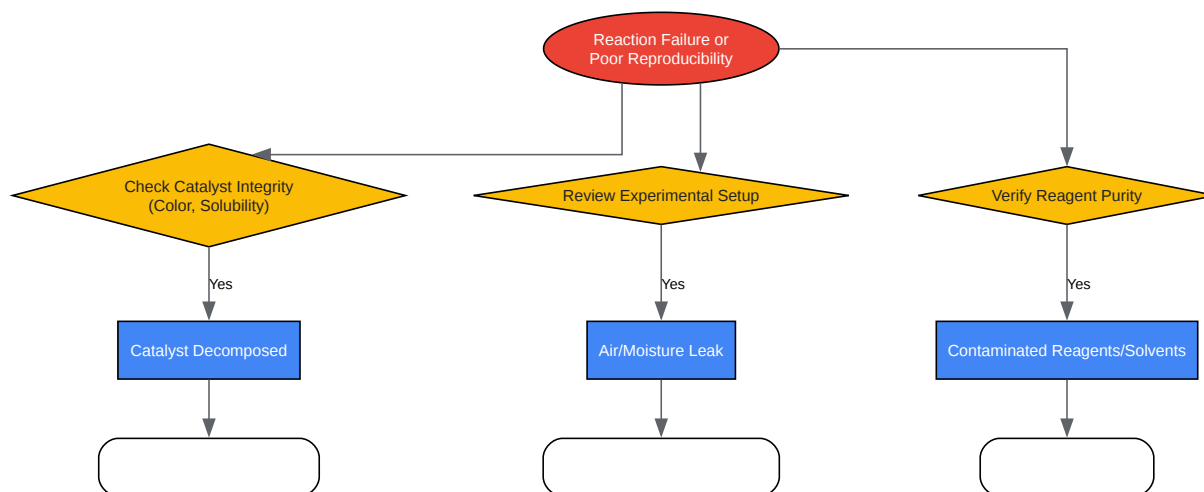 Reaction Failure or
Poor Reproducibility
Check Catalyst Integrity
(Color, Solubility)
Review Experimental Setup
Verify Reagent Purity
Yes
Yes
Yes
Catalyst Decomposed
Air/Moisture Leak
Contaminated Reagents/Solvents